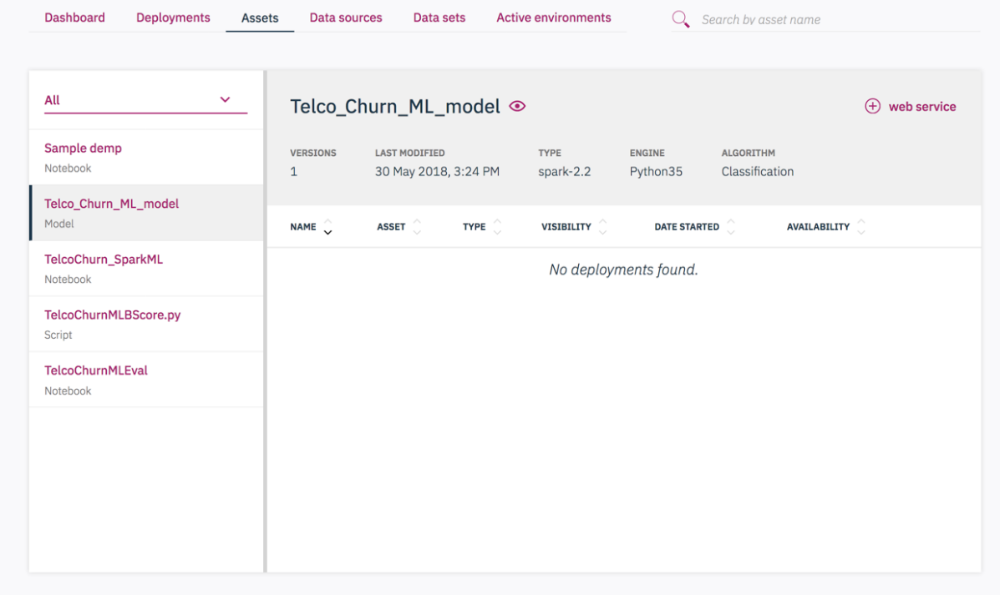 Dashboard Deployments Assets Data sources Data sets Active environments Search by asset name
All
Sample demp
Notebook
Telco_Churn_ML_model
Model
TelcoChurn_SparkML
Notebook
TelcoChurnMLBScore.py
Script
TelcoChurnMLEval
Notebook
Telco_Churn_ML_model web service
VERSIONS LAST MODIFIED TYPE ENGINE ALGORITHM
1 30 May 2018, 3:24 PM spark-2.2 Python35 Classification
NAME ASSET TYPE VISIBILITY DATE STARTED AVAILABILITY
No deployments found.